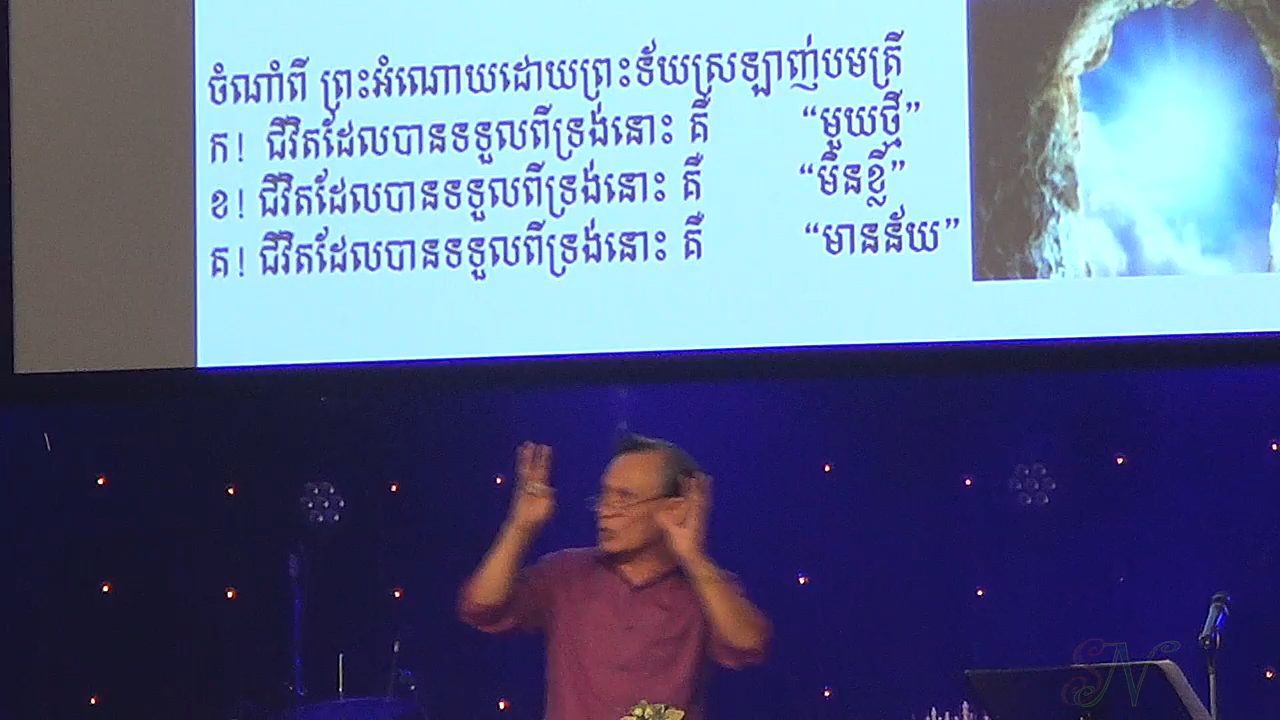 ចំណាំពី ព្រះអំណោយដោយព្រះទ័យស្រឡាញ់បមត្រី
ក! ជីវិតដែលបានទទួលពីទ្រង់នោះ គឺ “មួយថ្មី”
ខ! ជីវិតដែលបានទទួលពីទ្រង់នោះ គឺ “មិនខ្លី”
គ! ជីវិតដែលបានទទួលពីទ្រង់នោះ គឺ “មានន័យ”
SN